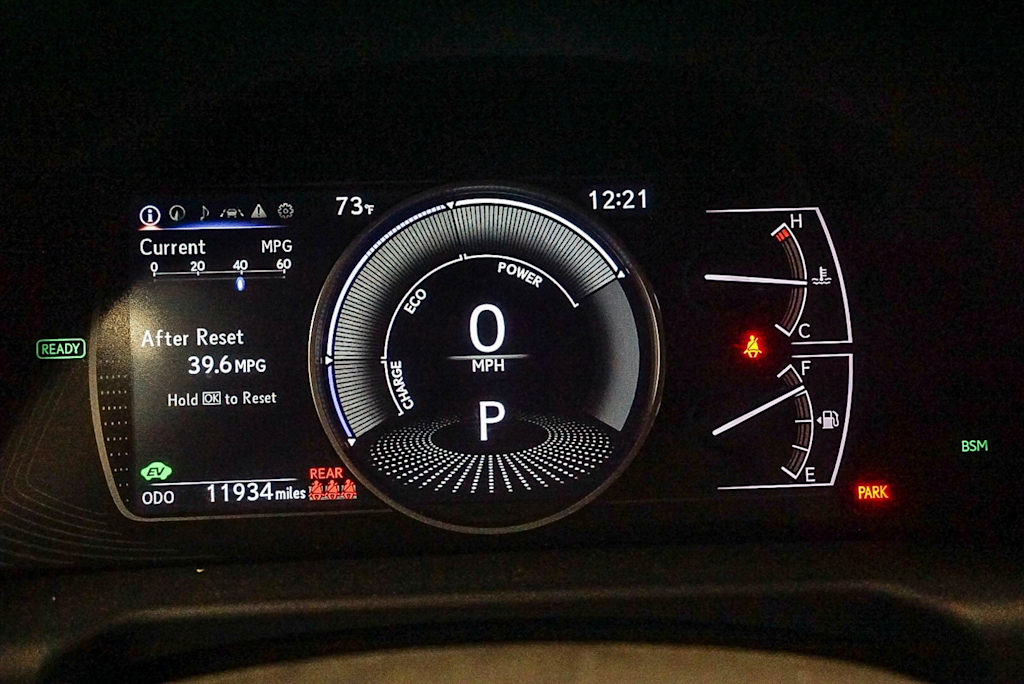 73°F
12:21
Current MPG
0 20 40 60
After Reset
39.6 MPG
Hold OK to Reset
EV
ODO 11934 miles
REAR
READY
CHARGE
ECO
POWER
0
MPH
P
H
C
F
E
BSM
PARK